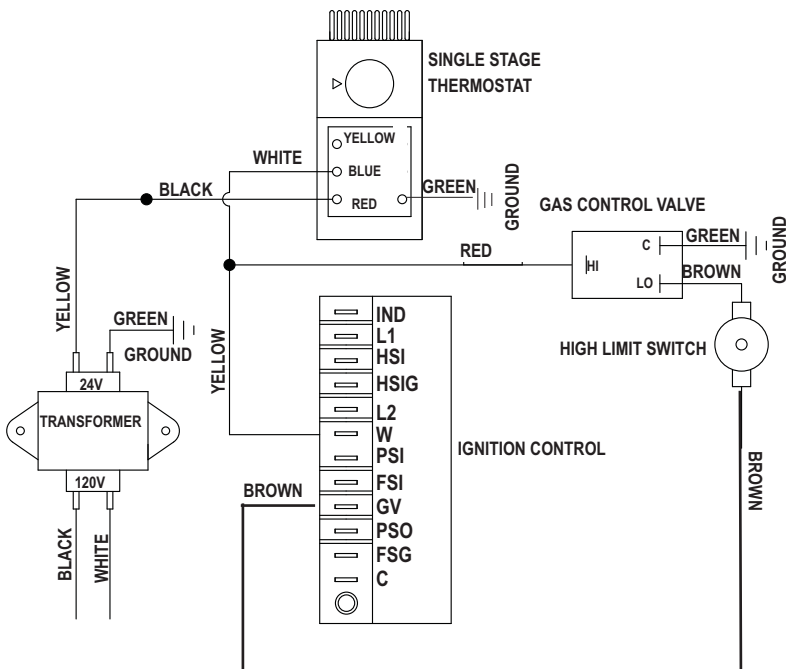 SINGLE STAGE
THERMOSTAT
YELLOW
WHITE
BLUE
BLACK
RED
GREEN
GROUND
GAS CONTROL VALVE
RED
HI
C
GREEN
GROUND
LO
BROWN
YELLOW
GREEN
GROUND
YELLOW
24V
TRANSFORMER
120V
BLACK
WHITE
IND
L1
HSI
HSIG
L2
W
PSI
FSI
GV
PSO
FSG
C
IGNITION CONTROL
BROWN
HIGH LIMIT SWITCH
BROWN